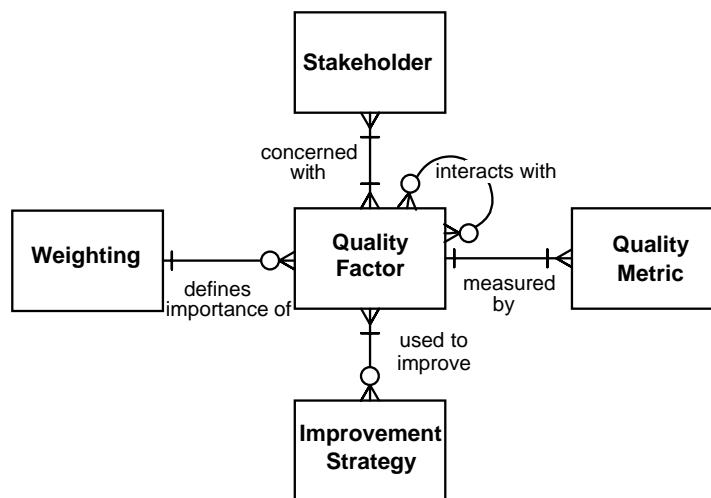 Stakeholder
concerned
with
interacts with
Weighting
defines
importance of
Quality
Factor
measured
by
Quality
Metric
used to
improve
Improvement
Strategy